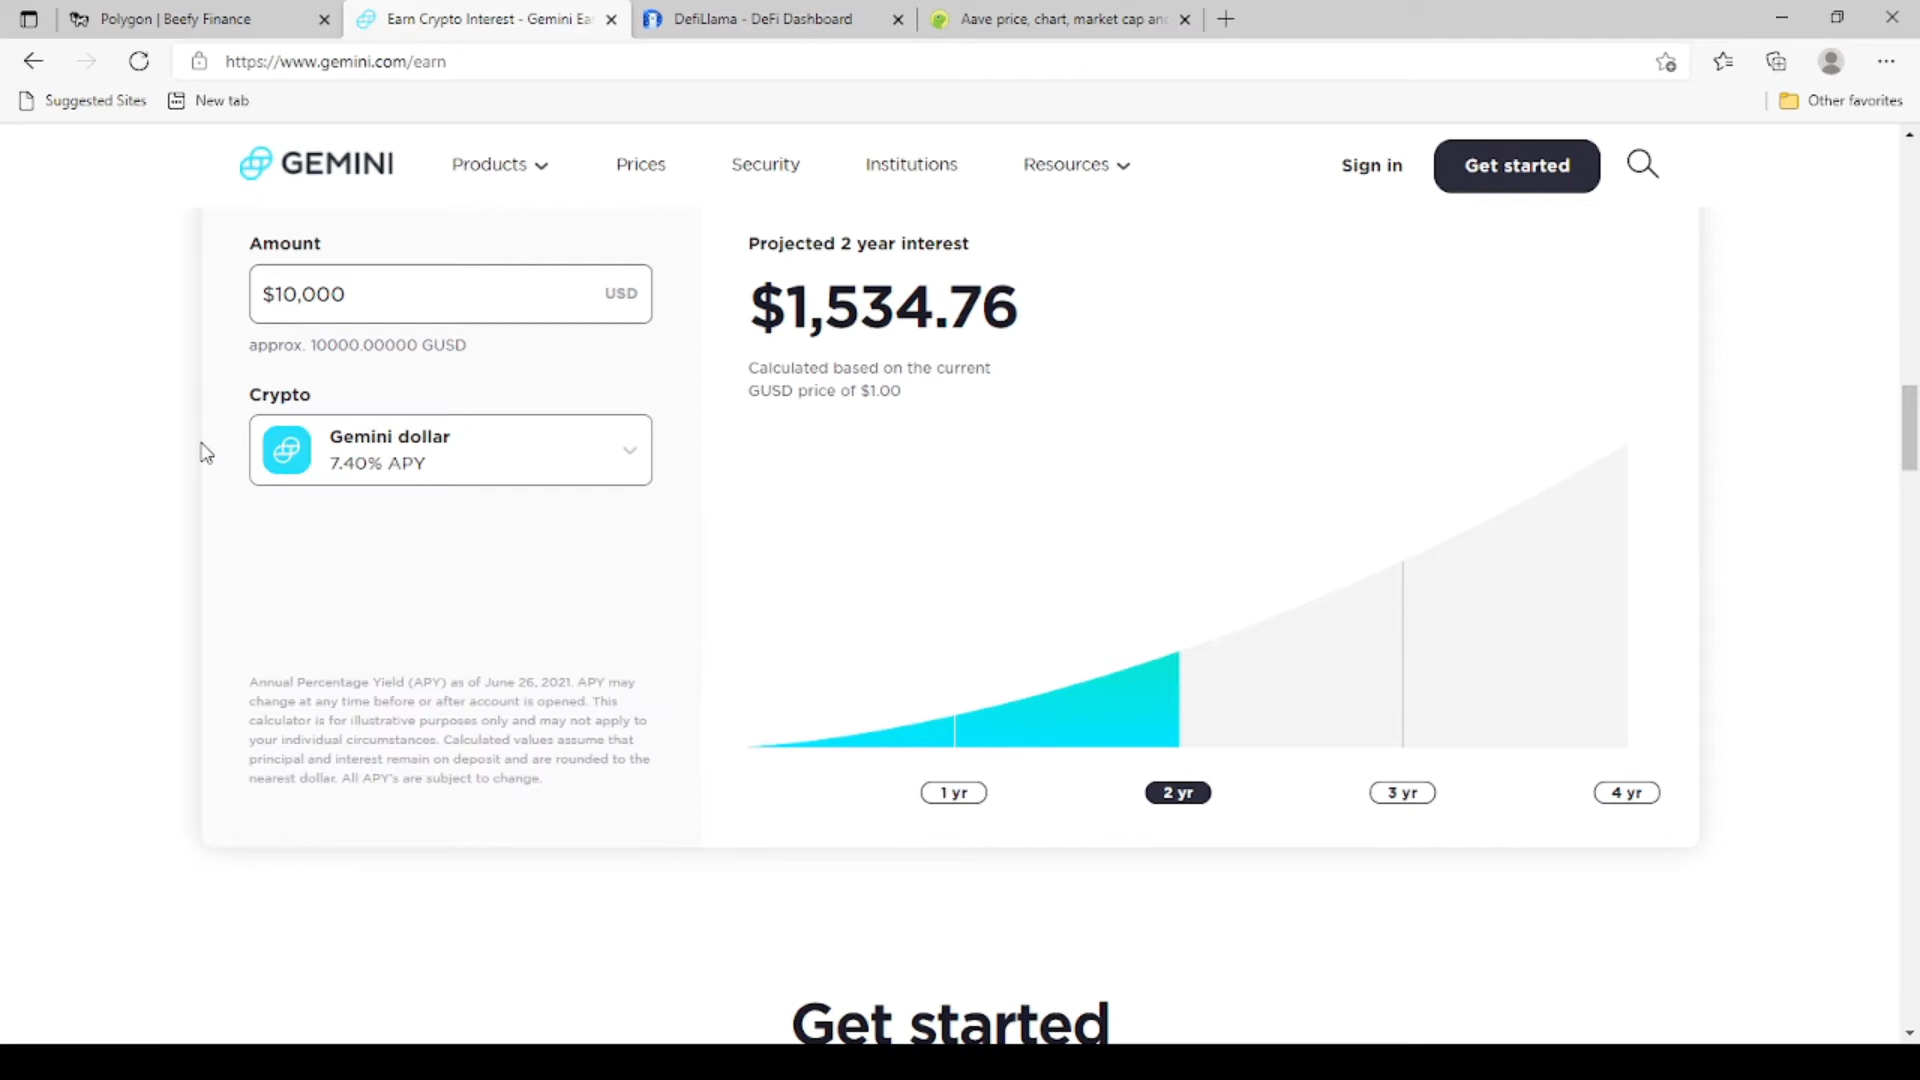 Polygon | Beefy Finance
Earn Crypto Interest - Gemini Ea
DefiLlama - DeFi Dashboard
Aave price, chart, market cap and
https://www.gemini.com/earn
Suggested Sites
New tab
Other favorites
GEMINI
Products
Prices
Security
Institutions
Resources
Sign in
Get started
Amount
$10,000
USD
approx. 10000.00000 GUSD
Crypto
Gemini dollar
7.40% APY
Annual Percentage Yield (APY) as of June 26, 2021. APY may
change at any time before or after account is opened. This
calculator is for illustrative purposes only and may not apply to
your individual circumstances. Calculated values assume that
principal and interest remain on deposit and are rounded to the
nearest dollar. All APY's are subject to change.
Projected 2 year interest
$1,534.76
Calculated based on the current
GUSD price of $1.00
1 yr
2 yr
3 yr
4 yr
Get started